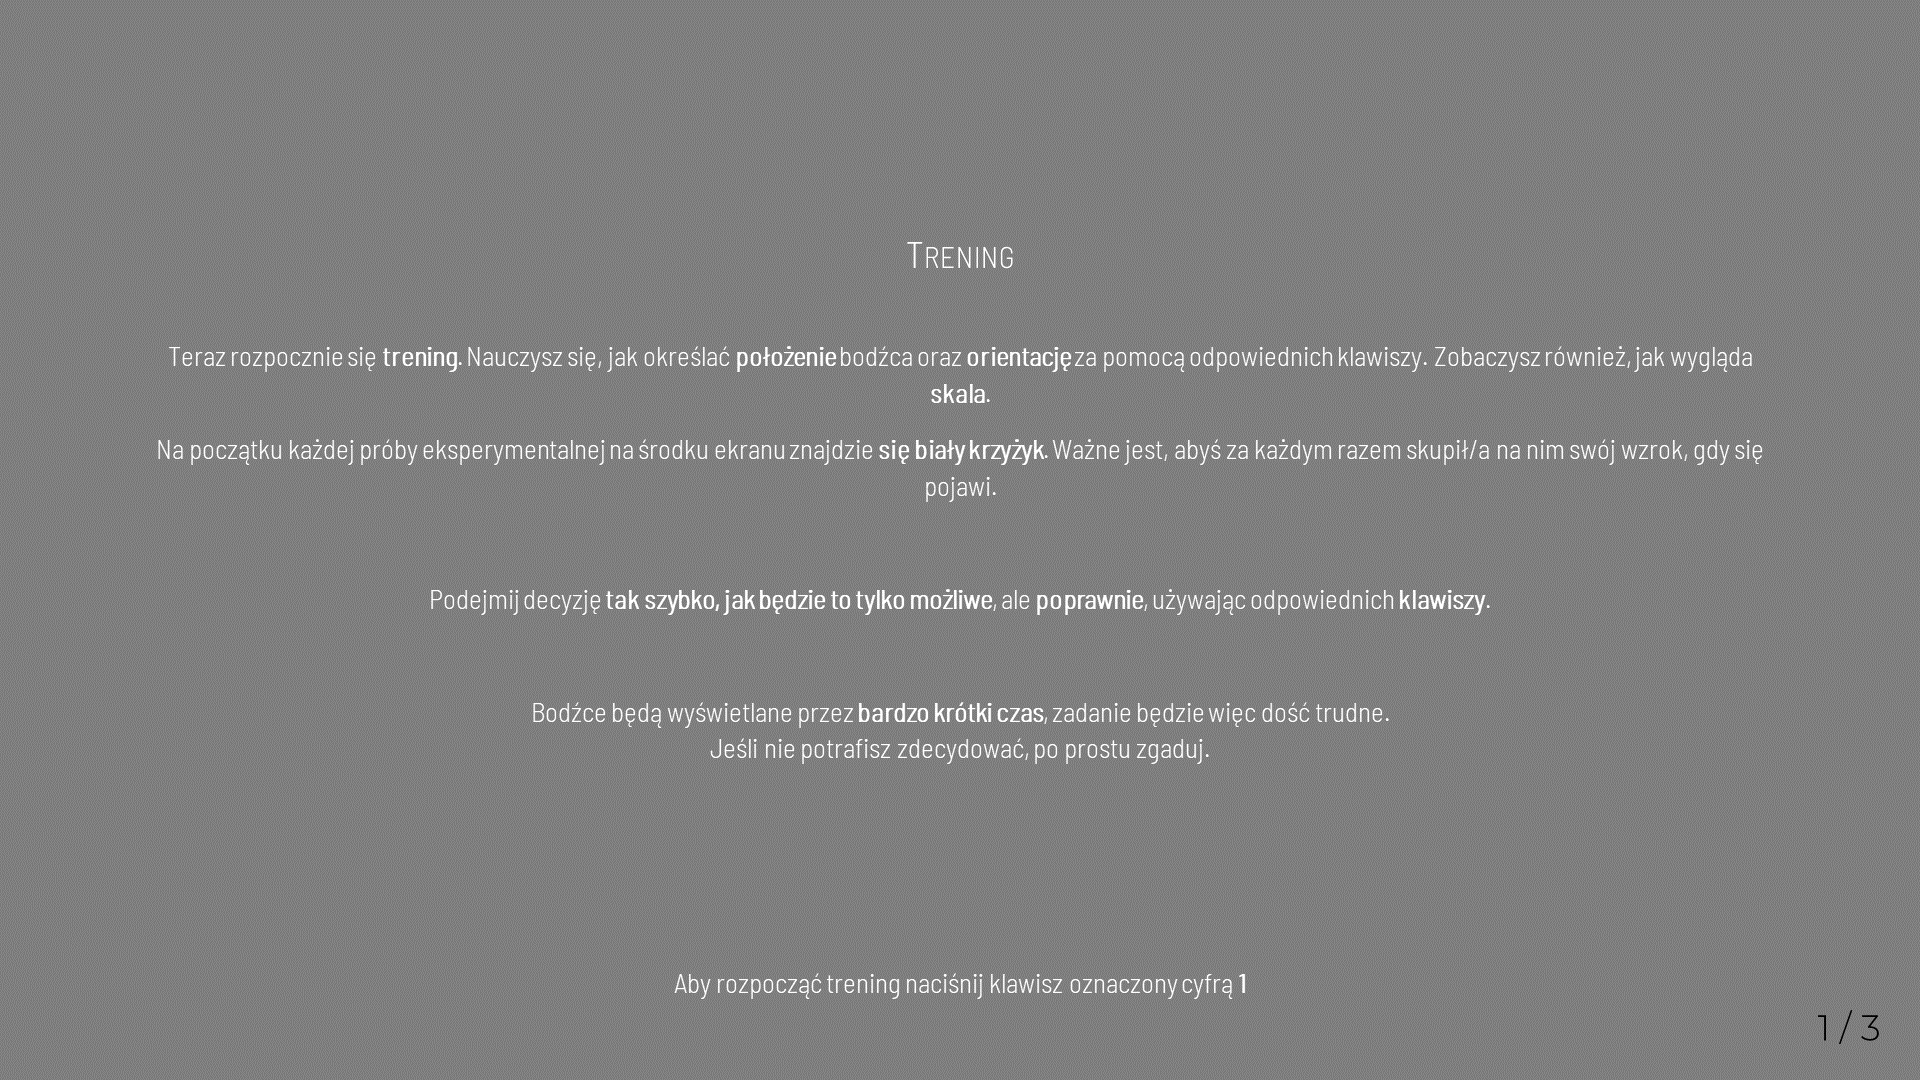 Trening
Teraz rozpocznie się trening. Nauczysz się, jak określać położenie bodźca oraz orientację za pomocą odpowiednich klawiszy. Zobaczysz również, jak wygląda
skala.
Na początku każdej próby eksperymentalnej na środku ekranu znajdzie się biały krzyżyk. Ważne jest, abyś za każdym razem skupił/a na nim swój wzrok, gdy się
pojawi.
Podejmij decyzję tak szybko, jak będzie to tylko możliwe, ale poprawnie, używając odpowiednich klawiszy.
Bodźce będą wyświetlane przez bardzo krótki czas, zadanie będzie więc dość trudne.
Jeśli nie potrafisz zdecydować, po prostu zgaduj.
Aby rozpocząć trening naciśnij klawisz oznaczony cyfrą 1
1 / 3